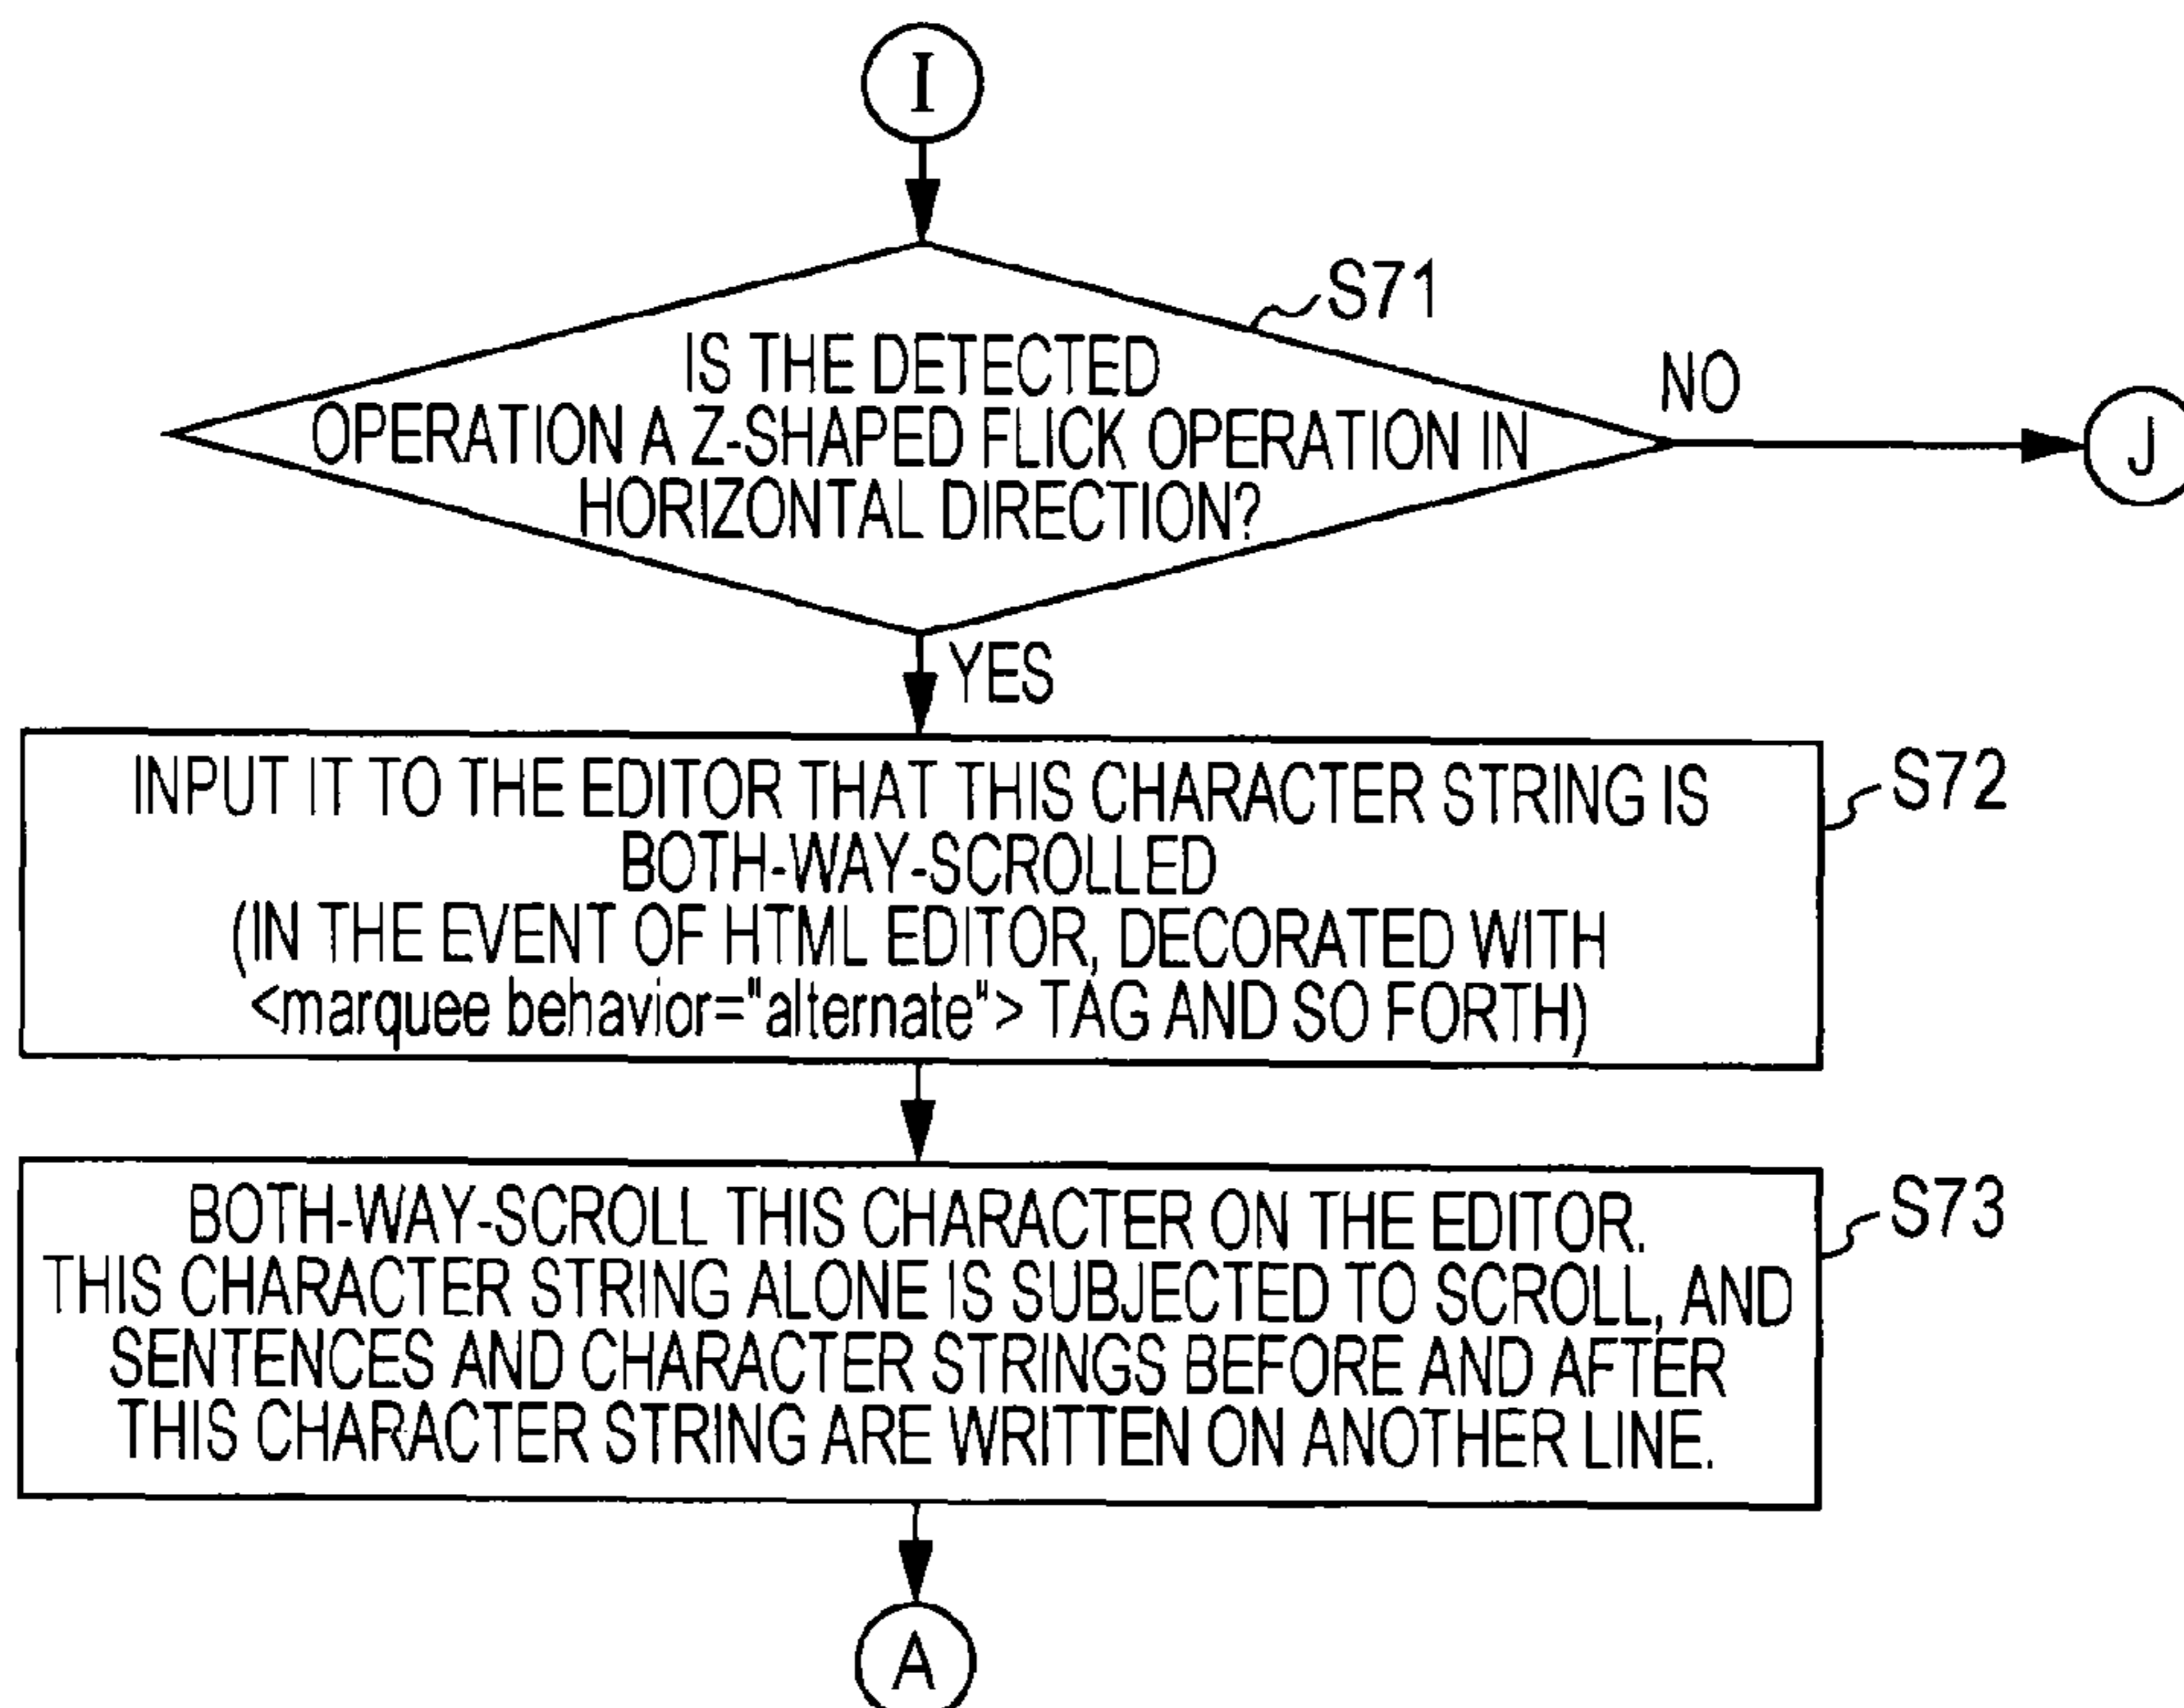 I
S71
IS THE DETECTED
OPERATION A Z-SHAPED FLICK OPERATION IN
HORIZONTAL DIRECTION?
NO
J
YES
S72
INPUT IT TO THE EDITOR THAT THIS CHARACTER STRING IS
BOTH-WAY-SCROLLED
(IN THE EVENT OF HTML EDITOR, DECORATED WITH
<marquee behavior="alternate"> TAG AND SO FORTH)
S73
BOTH-WAY-SCROLL THIS CHARACTER ON THE EDITOR.
THIS CHARACTER STRING ALONE IS SUBJECTED TO SCROLL, AND
SENTENCES AND CHARACTER STRINGS BEFORE AND AFTER
THIS CHARACTER STRING ARE WRITTEN ON ANOTHER LINE.
A